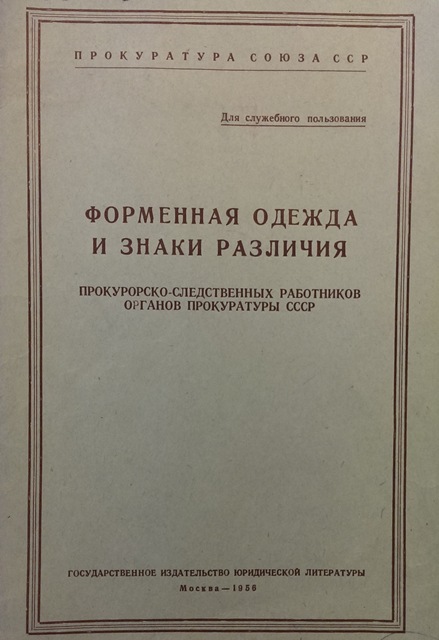 ПРОКУРАТУРА СОЮЗА ССР
Для служебного пользования
ФОРМЕННАЯ ОДЕЖДА
И ЗНАКИ РАЗЛИЧИЯ
ПРОКУРОРСКО-СЛЕДСТВЕННЫХ РАБОТНИКОВ
ОРГАНОВ ПРОКУРАТУРЫ СССР
ГОСУДАРСТВЕННОЕ ИЗДАТЕЛЬСТВО ЮРИДИЧЕСКОЙ ЛИТЕРАТУРЫ
Москва — 1956